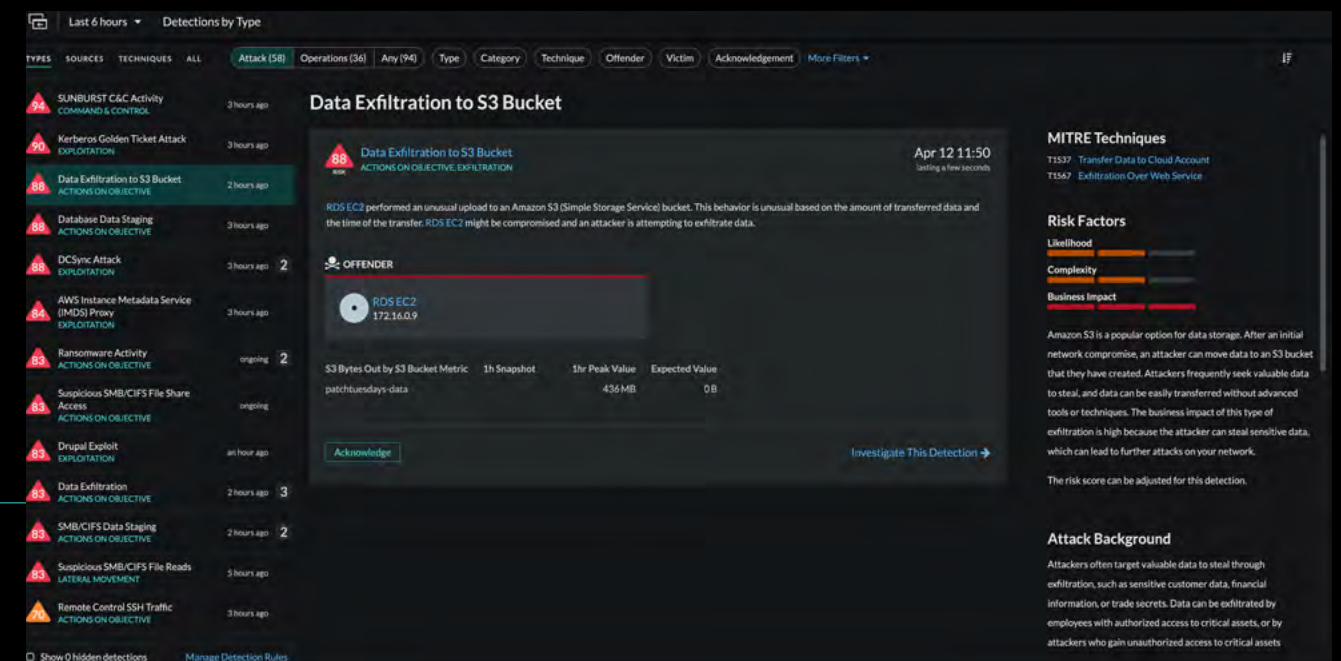 Last 6 hours
Detections by Type
TYPES SOURCES TECHNIQUES ALL
Attack (58) Operations (36) Any (94) Type Category Technique Offender Victim Acknowledgement More Filters
94 SUNBURST C&C Activity 3 hours ago
COMMAND & CONTROL
90 Kerberos Golden Ticket Attack 3 hours ago
EXPLOITATION
88 Data Exfiltration to S3 Bucket 2 hours ago
ACTIONS ON OBJECTIVE
88 Database Data Staging 3 hours ago
ACTIONS ON OBJECTIVE
88 DCSync Attack 3 hours ago 2
EXPLOITATION
84 AWS Instance Metadata Service 3 hours ago
(IMDS) Proxy
EXPLOITATION
83 Ransomware Activity ongoing 2
ACTIONS ON OBJECTIVE
83 Suspicious SMB/CIFS File Share ongoing
Access
ACTIONS ON OBJECTIVE
83 Drupal Exploit an hour ago
EXPLOITATION
83 Data Exfiltration 2 hours ago 3
ACTIONS ON OBJECTIVE
83 SMB/CIFS Data Staging 2 hours ago 2
ACTIONS ON OBJECTIVE
83 Suspicious SMB/CIFS File Reads 5 hours ago
LATERAL MOVEMENT
70 Remote Control SSH Traffic 3 hours ago
ACTIONS ON OBJECTIVE
Show 0 hidden detections Manage Detection Rules
Data Exfiltration to S3 Bucket
88 Data Exfiltration to S3 Bucket Apr 12 11:50
RISK ACTIONS ON OBJECTIVE, EXFILTRATION lasting a few seconds
RDS EC2 performed an unusual upload to an Amazon S3 (Simple Storage Service) bucket. This behavior is unusual based on the amount of transferred data and
the time of the transfer. RDS EC2 might be compromised and an attacker is attempting to exfiltrate data.
OFFENDER
RDS EC2
172.16.0.9
S3 Bytes Out by S3 Bucket Metric 1h Snapshot 1hr Peak Value Expected Value
patchtuesdays-data 436 MB 0 B
Acknowledge
Investigate This Detection
MITRE Techniques
T1537 Transfer Data to Cloud Account
T1567 Exfiltration Over Web Service
Risk Factors
Likelihood
Complexity
Business Impact
Amazon S3 is a popular option for data storage. After an initial
network compromise, an attacker can move data to an S3 bucket
that they have created. Attackers frequently seek valuable data
to steal, and data can be easily transferred without advanced
tools or techniques. The business impact of this type of
exfiltration is high because the attacker can steal sensitive data,
which can lead to further attacks on your network.
The risk score can be adjusted for this detection.
Attack Background
Attackers often target valuable data to steal through
exfiltration, such as sensitive customer data, financial
information, or trade secrets. Data can be exfiltrated by
employees with authorized access to critical assets, or by
attackers who gain unauthorized access to critical assets